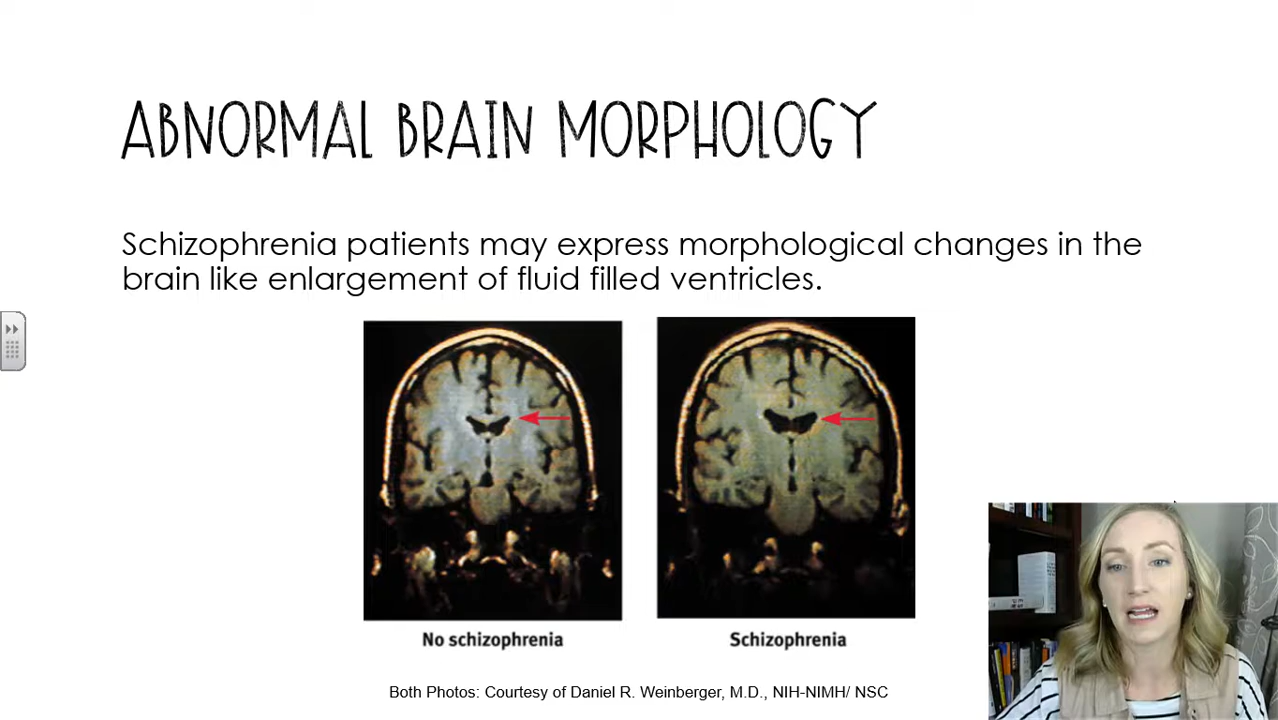 ABNORMAL BRAIN MORPHOLOGY
Schizophrenia patients may express morphological changes in the
brain like enlargement of fluid filled ventricles.
No schizophrenia
Schizophrenia
Both Photos: Courtesy of Daniel R. Weinberger, M.D., NIH-NIMH/ NSC